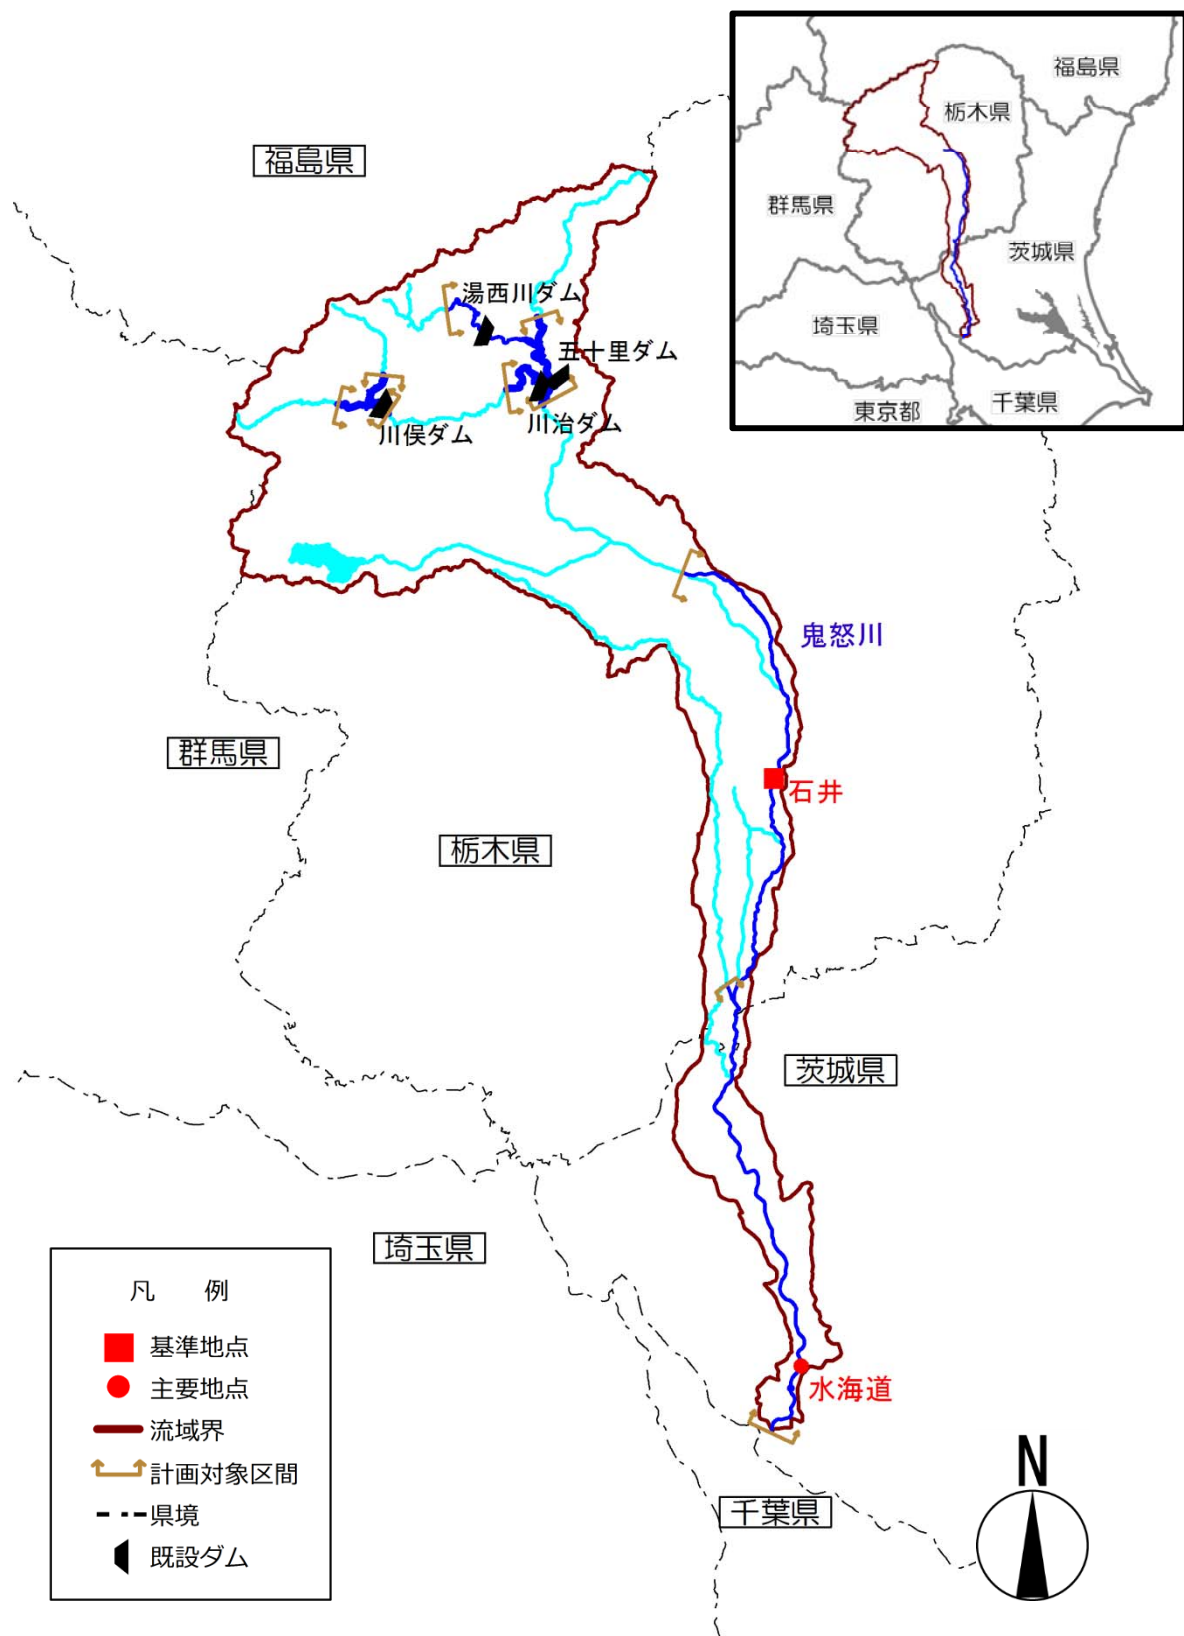 福島県
栃木県
群馬県
茨城県
埼玉県
東京都
千葉県
福島県
湯西川ダム
五十里ダム
川俣ダム
川治ダム
鬼怒川
群馬県
石井
栃木県
茨城県
埼玉県
水海道
千葉県
凡 例
基準地点
主要地点
流域界
計画対象区間
県境
既設ダム
N